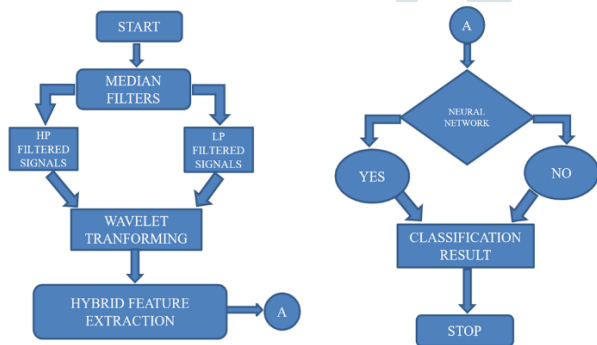 START
MEDIAN
FILTERS
HP
FILTERED
SIGNALS
LP
FILTERED
SIGNALS
WAVELET
TRANFORMING
HYBRID FEATURE
EXTRACTION
A
A
NEURAL
NETWORK
YES
NO
CLASSIFICATION
RESULT
STOP